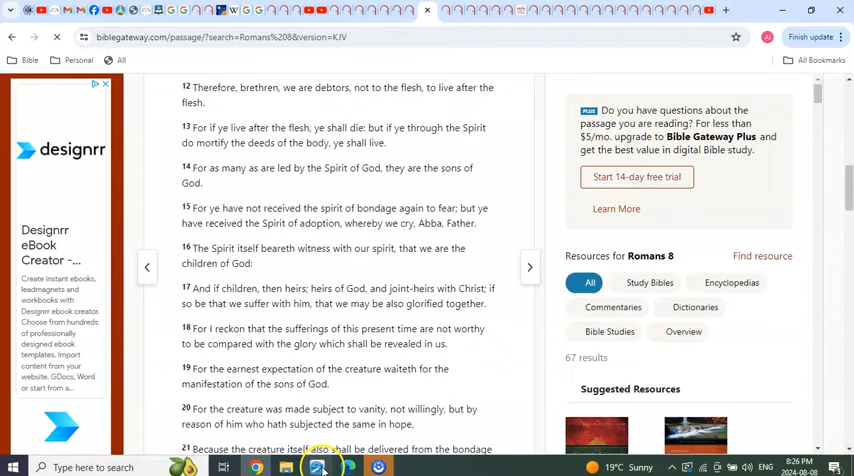 Finish update
biblegateway.com/passage/?search=Romans%208&version=KJV
AI
Bible
Personal
All
All Bookmarks
12 Therefore, brethren, we are debtors, not to the flesh, to live after the
flesh.
13 For if ye live after the flesh, ye shall die: but if ye through the Spirit
do mortify the deeds of the body, ye shall live.
14 For as many as are led by the Spirit of God, they are the sons of
God.
15 For ye have not received the spirit of bondage again to fear; but ye
have received the Spirit of adoption, whereby we cry, Abba, Father.
16 The Spirit itself beareth witness with our spirit, that we are the
children of God:
17 And if children, then heirs; heirs of God, and joint-heirs with Christ; if
so be that we suffer with him, that we may be also glorified together.
18 For I reckon that the sufferings of this present time are not worthy
to be compared with the glory which shall be revealed in us.
19 For the earnest expectation of the creature waiteth for the
manifestation of the sons of God.
20 For the creature was made subject to vanity, not willingly, but by
reason of him who hath subjected the same in hope,
21 Because the creature itself also shall be delivered from the bondage
designrr
Designrr
eBook
Creator -...
Create instant ebooks,
leadmagnets and
workbooks with
Designrr ebook creator.
Choose from hundreds
of professionally
designed ebook
templates. Import
content from your
website, GDocs, Word
or start from a...
PLUS Do you have questions about the
passage you are reading? For less than
$5/mo. upgrade to Bible Gateway Plus and
get the best value in digital Bible study.
Start 14-day free trial
Learn More
Resources for Romans 8
Find resource
All
Study Bibles
Encyclopedias
Commentaries
Dictionaries
Bible Studies
Overview
67 results
Suggested Resources
Type here to search
19°C Sunny
ENG
8:26 PM
2024-08-08